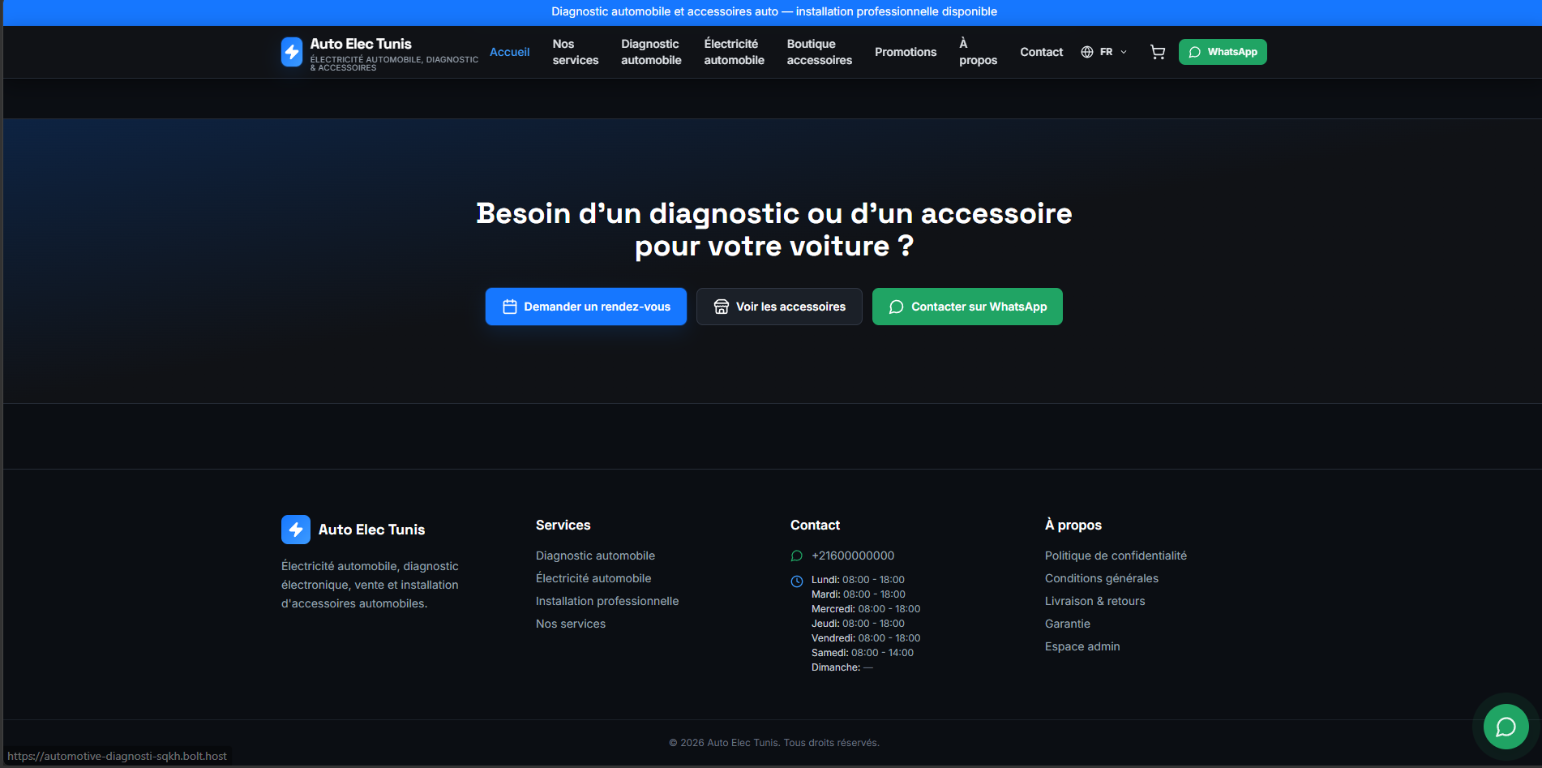 Diagnostic automobile et accessoires auto — installation professionnelle disponible
Auto Elec Tunis
ÉLECTRICITÉ AUTOMOBILE, DIAGNOSTIC
& ACCESSOIRES
Accueil
Nos
services
Diagnostic
automobile
Électricité
automobile
Boutique
accessoires
Promotions
À
propos
Contact
FR
WhatsApp
Besoin d'un diagnostic ou d'un accessoire
pour votre voiture ?
Demander un rendez-vous
Voir les accessoires
Contacter sur WhatsApp
Auto Elec Tunis
Électricité automobile, diagnostic
électronique, vente et installation
d'accessoires automobiles.
Services
Diagnostic automobile
Électricité automobile
Installation professionnelle
Nos services
Contact
+21600000000
Lundi: 08:00 - 18:00
Mardi: 08:00 - 18:00
Mercredi: 08:00 - 18:00
Jeudi: 08:00 - 18:00
Vendredi: 08:00 - 18:00
Samedi: 08:00 - 14:00
Dimanche: —
À propos
Politique de confidentialité
Conditions générales
Livraison & retours
Garantie
Espace admin
© 2026 Auto Elec Tunis. Tous droits réservés.
https://automotive-diagnosti-sqkh.bolt.host